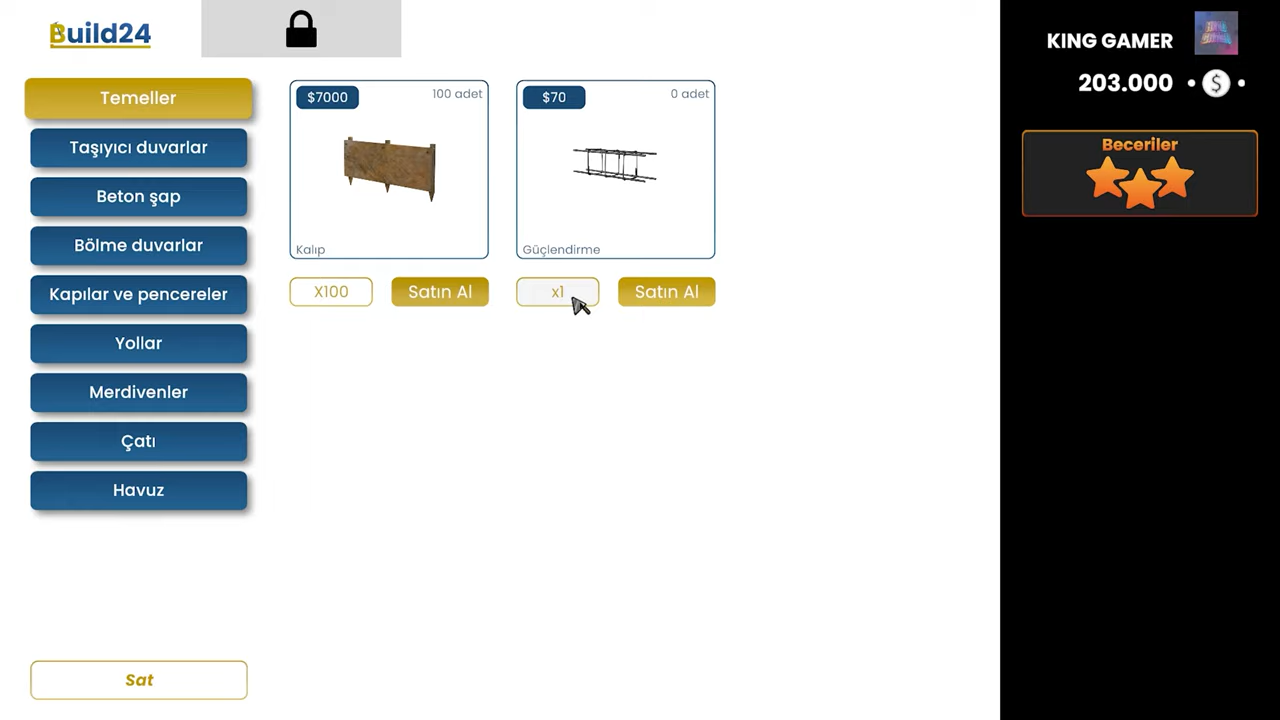 Build24
Temeller
Taşıyıcı duvarlar
Beton şap
Bölme duvarlar
Kapılar ve pencereler
Yollar
Merdivenler
Çatı
Havuz
Sat
$7000
100 adet
Kalıp
X100
Satın Al
$70
0 adet
Güçlendirme
x1
Satın Al
KING GAMER
203.000
Beceriler